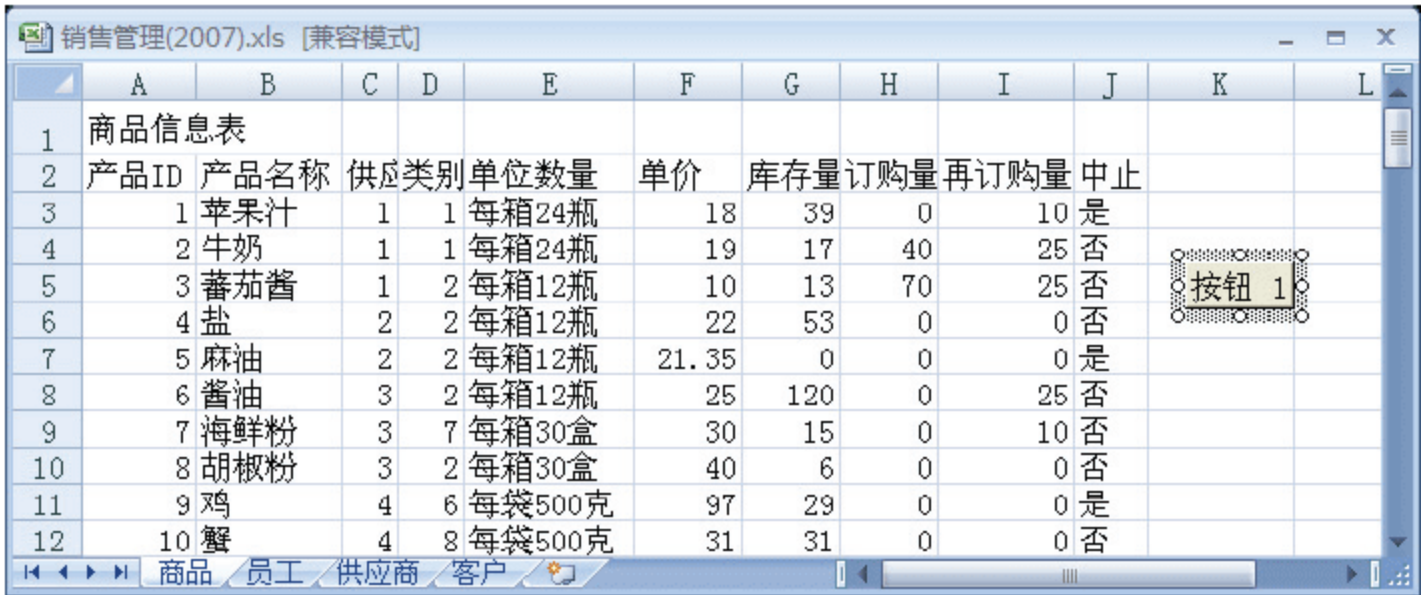 销售管理(2007).xls [兼容模式]
A B C D E F G H I J K L
1 商品信息表
2 产品ID 产品名称 供应 类别 单位数量 单价 库存量 订购量 再订购量 中止
3 1 苹果汁 1 1 每箱24瓶 18 39 0 10 是
4 2 牛奶 1 1 每箱24瓶 19 17 40 25 否
5 3 蕃茄酱 1 2 每箱12瓶 10 13 70 25 否
按钮 1
6 4 盐 2 2 每箱12瓶 22 53 0 0 否
7 5 麻油 2 2 每箱12瓶 21.35 0 0 0 是
8 6 酱油 3 2 每箱12瓶 25 120 0 25 否
9 7 海鲜粉 3 7 每箱30盒 30 15 0 10 否
10 8 胡椒粉 3 2 每箱30盒 40 6 0 0 否
11 9 鸡 4 6 每袋500克 97 29 0 0 是
12 10 蟹 4 8 每袋500克 31 31 0 0 否
商品 员工 供应商 客户